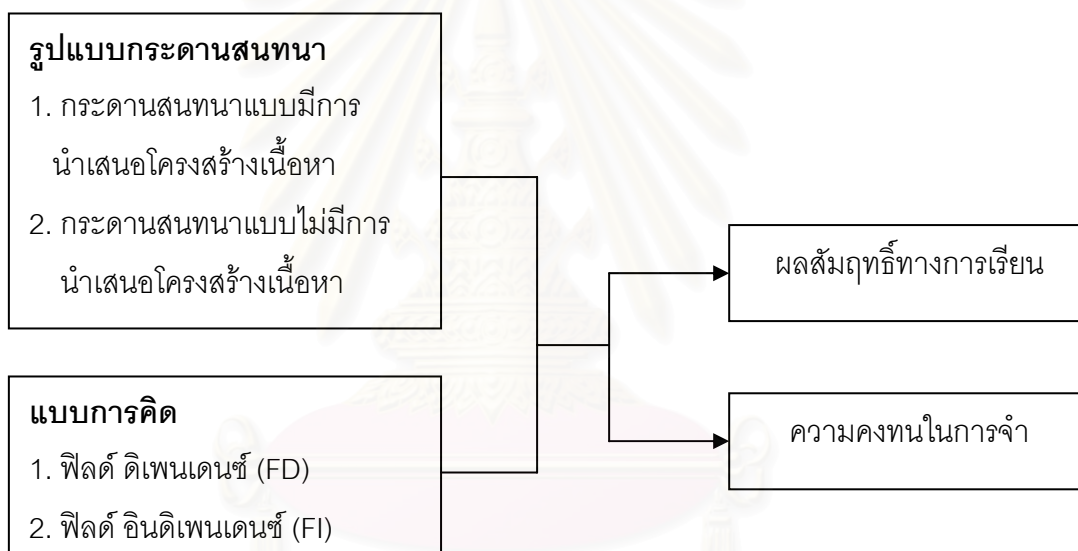 รูปแบบกระดานสนทนา
1. กระดานสนทนาแบบมีการ
นำเสนอโครงสร้างเนื้อหา
2. กระดานสนทนาแบบไม่มีการ
นำเสนอโครงสร้างเนื้อหา
แบบการคิด
1. ฟิลด์ ดิเพนเดนซ์ (FD)
2. ฟิลด์ อินดิเพนเดนซ์ (FI)
ผลสัมฤทธิ์ทางการเรียน
ความคงทนในการจำ